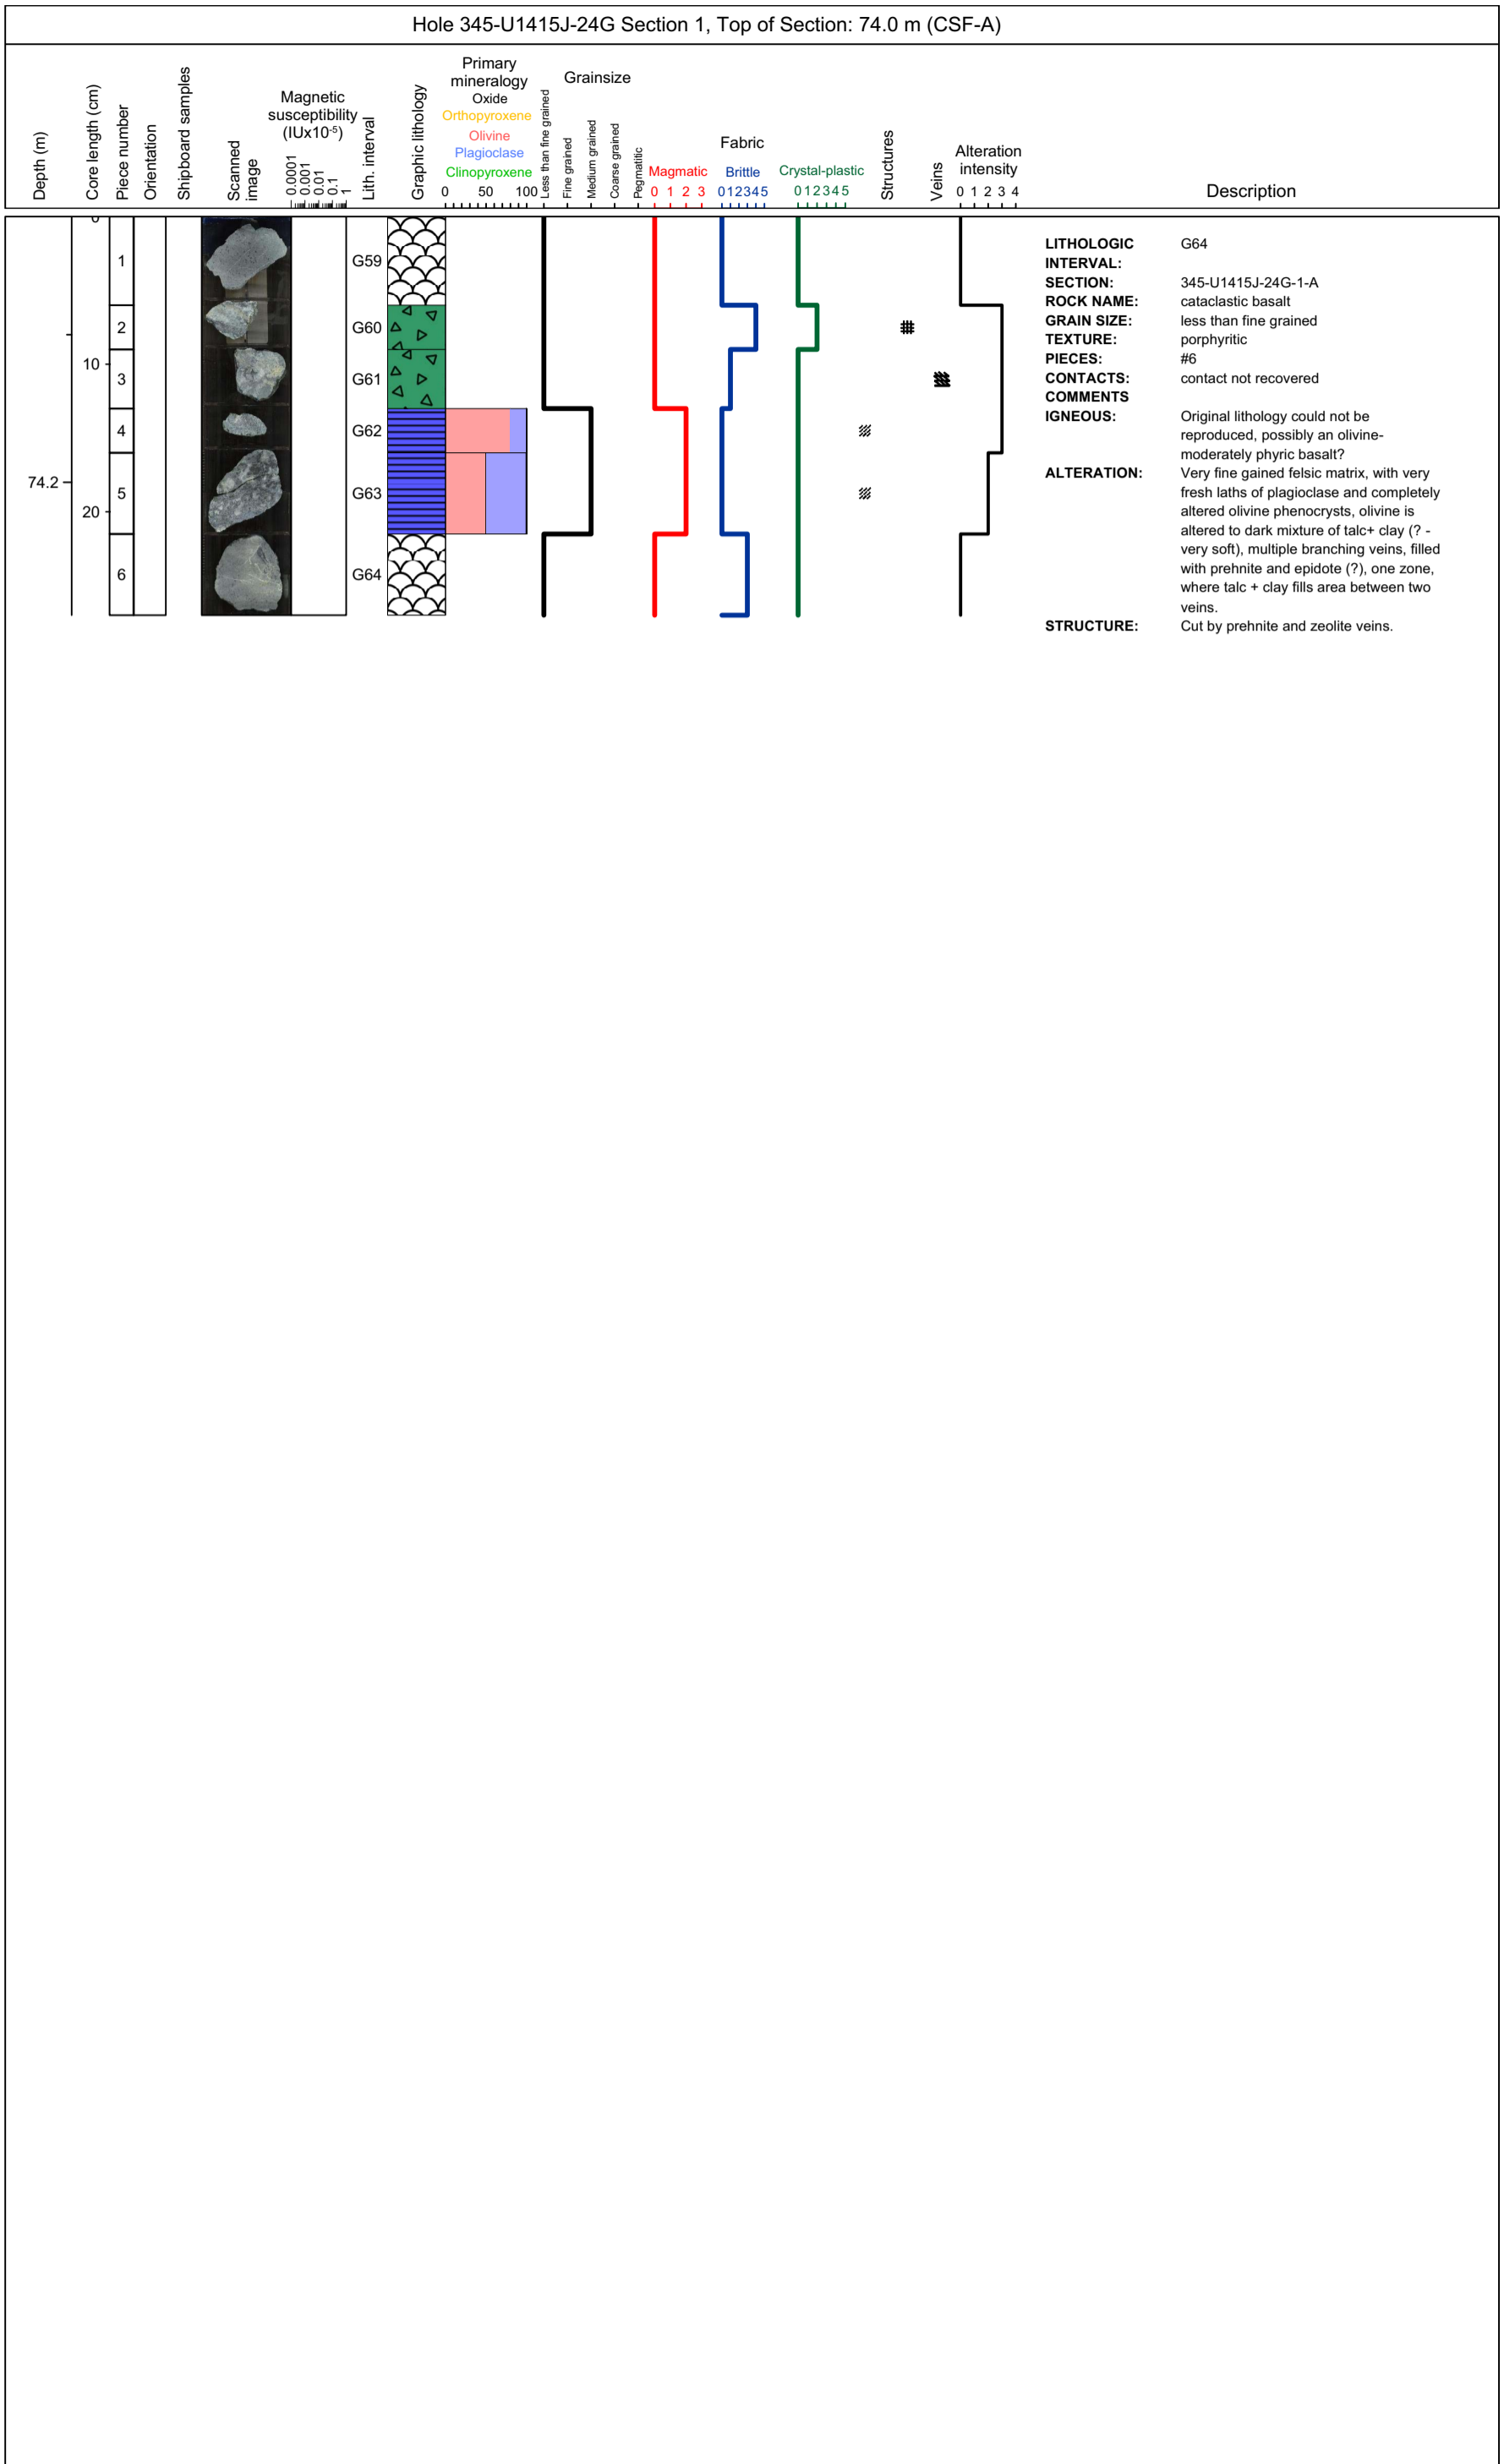 Hole 345-U1415J-24G Section 1, Top of Section: 74.0 m (CSF-A)
Depth (m)
Core length (cm)
Piece number
Orientation
Shipboard samples
Scanned
image
Magnetic
susceptibility
(IUx10-5)
0.0001
0.001
0.01
0.1
1
Lith. interval
Graphic lithology
Primary
mineralogy
Oxide
Orthopyroxene
Olivine
Plagioclase
Clinopyroxene
0 50 100
Grainsize
Less than fine grained
Fine grained
Medium grained
Coarse grained
Pegmatitic
Fabric
Magmatic
0 1 2 3
Brittle
0 1 2 3 4 5
Crystal-plastic
0 1 2 3 4 5
Structures
Veins
Alteration
intensity
0 1 2 3 4
Description
0
1 G59
2 G60
10 3 G61
4 G62
74.2
5 G63
20
6 G64
LITHOLOGIC G64
INTERVAL:
SECTION: 345-U1415J-24G-1-A
ROCK NAME: cataclastic basalt
GRAIN SIZE: less than fine grained
TEXTURE: porphyritic
PIECES: #6
CONTACTS: contact not recovered
COMMENTS
IGNEOUS: Original lithology could not be
reproduced, possibly an olivine-
moderately phyric basalt?
ALTERATION: Very fine gained felsic matrix, with very
fresh laths of plagioclase and completely
altered olivine phenocrysts, olivine is
altered to dark mixture of talc+ clay (? -
very soft), multiple branching veins, filled
with prehnite and epidote (?), one zone,
where talc + clay fills area between two
veins.
STRUCTURE: Cut by prehnite and zeolite veins.